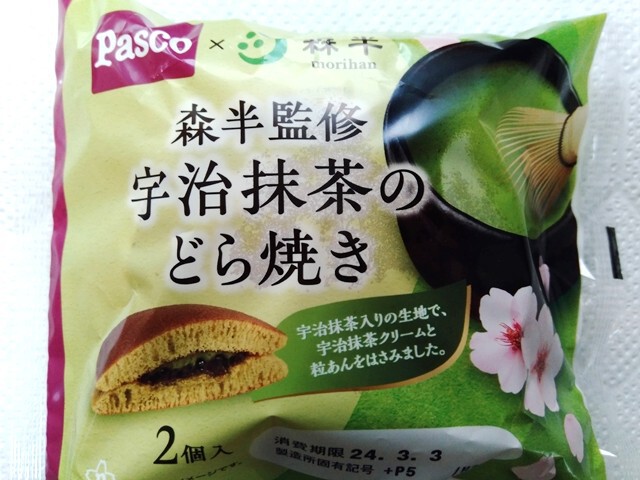 Pasco × 森半
morihan
森半監修
宇治抹茶の
どら焼き
宇治抹茶入りの生地で、
宇治抹茶クリームと
粒あんをはさみました。
2個入
消費期限 24. 3. 3
製造所固有記号 +P5